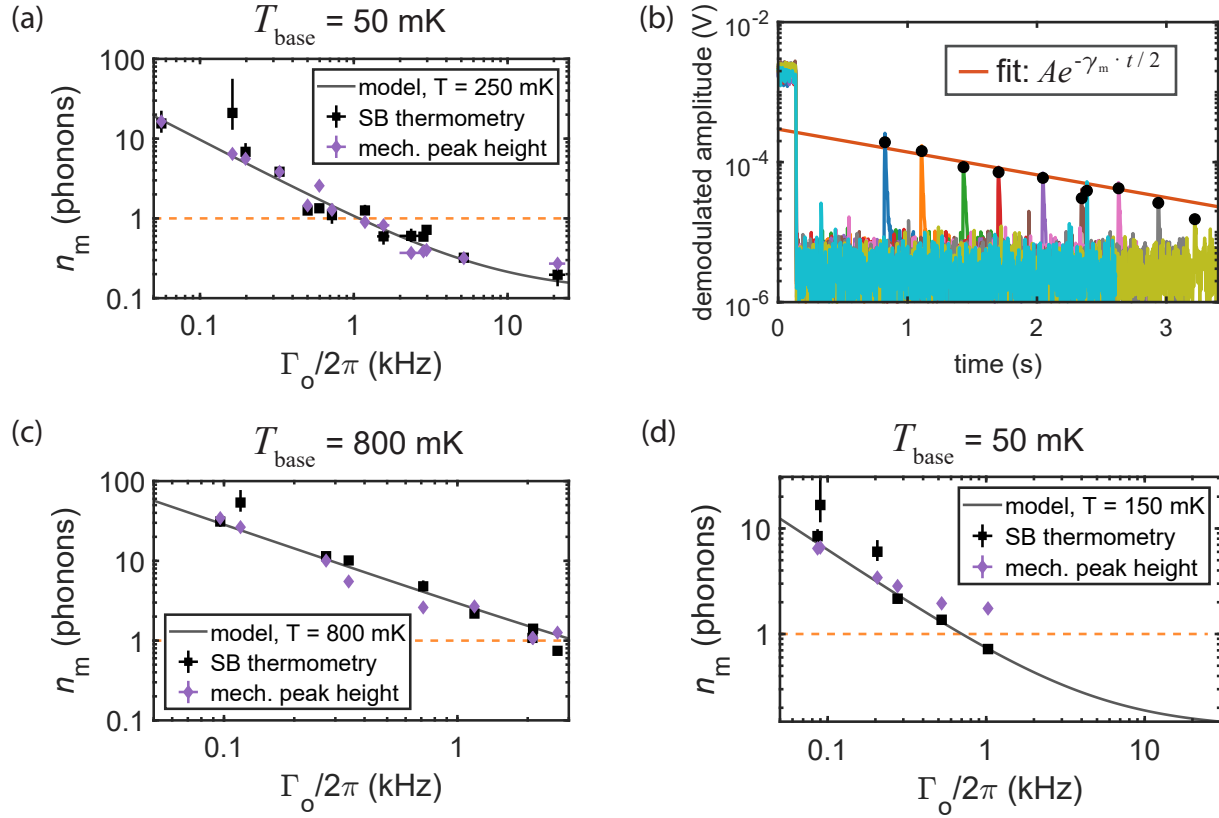 (a)
T_base = 50 mK
100
10
1
0.1
n_m (phonons)
model, T = 250 mK
SB thermometry
mech. peak height
0.1
1
10
Γ_o/2π (kHz)
(b)
demodulated amplitude (V)
10^-2
10^-4
10^-6
fit: Ae^{-γ_m · t / 2}
0
1
2
3
time (s)
(c)
T_base = 800 mK
100
10
1
0.1
n_m (phonons)
model, T = 800 mK
SB thermometry
mech. peak height
0.1
1
Γ_o/2π (kHz)
(d)
T_base = 50 mK
10
1
n_m (phonons)
model, T = 150 mK
SB thermometry
mech. peak height
0.1
1
10
Γ_o/2π (kHz)